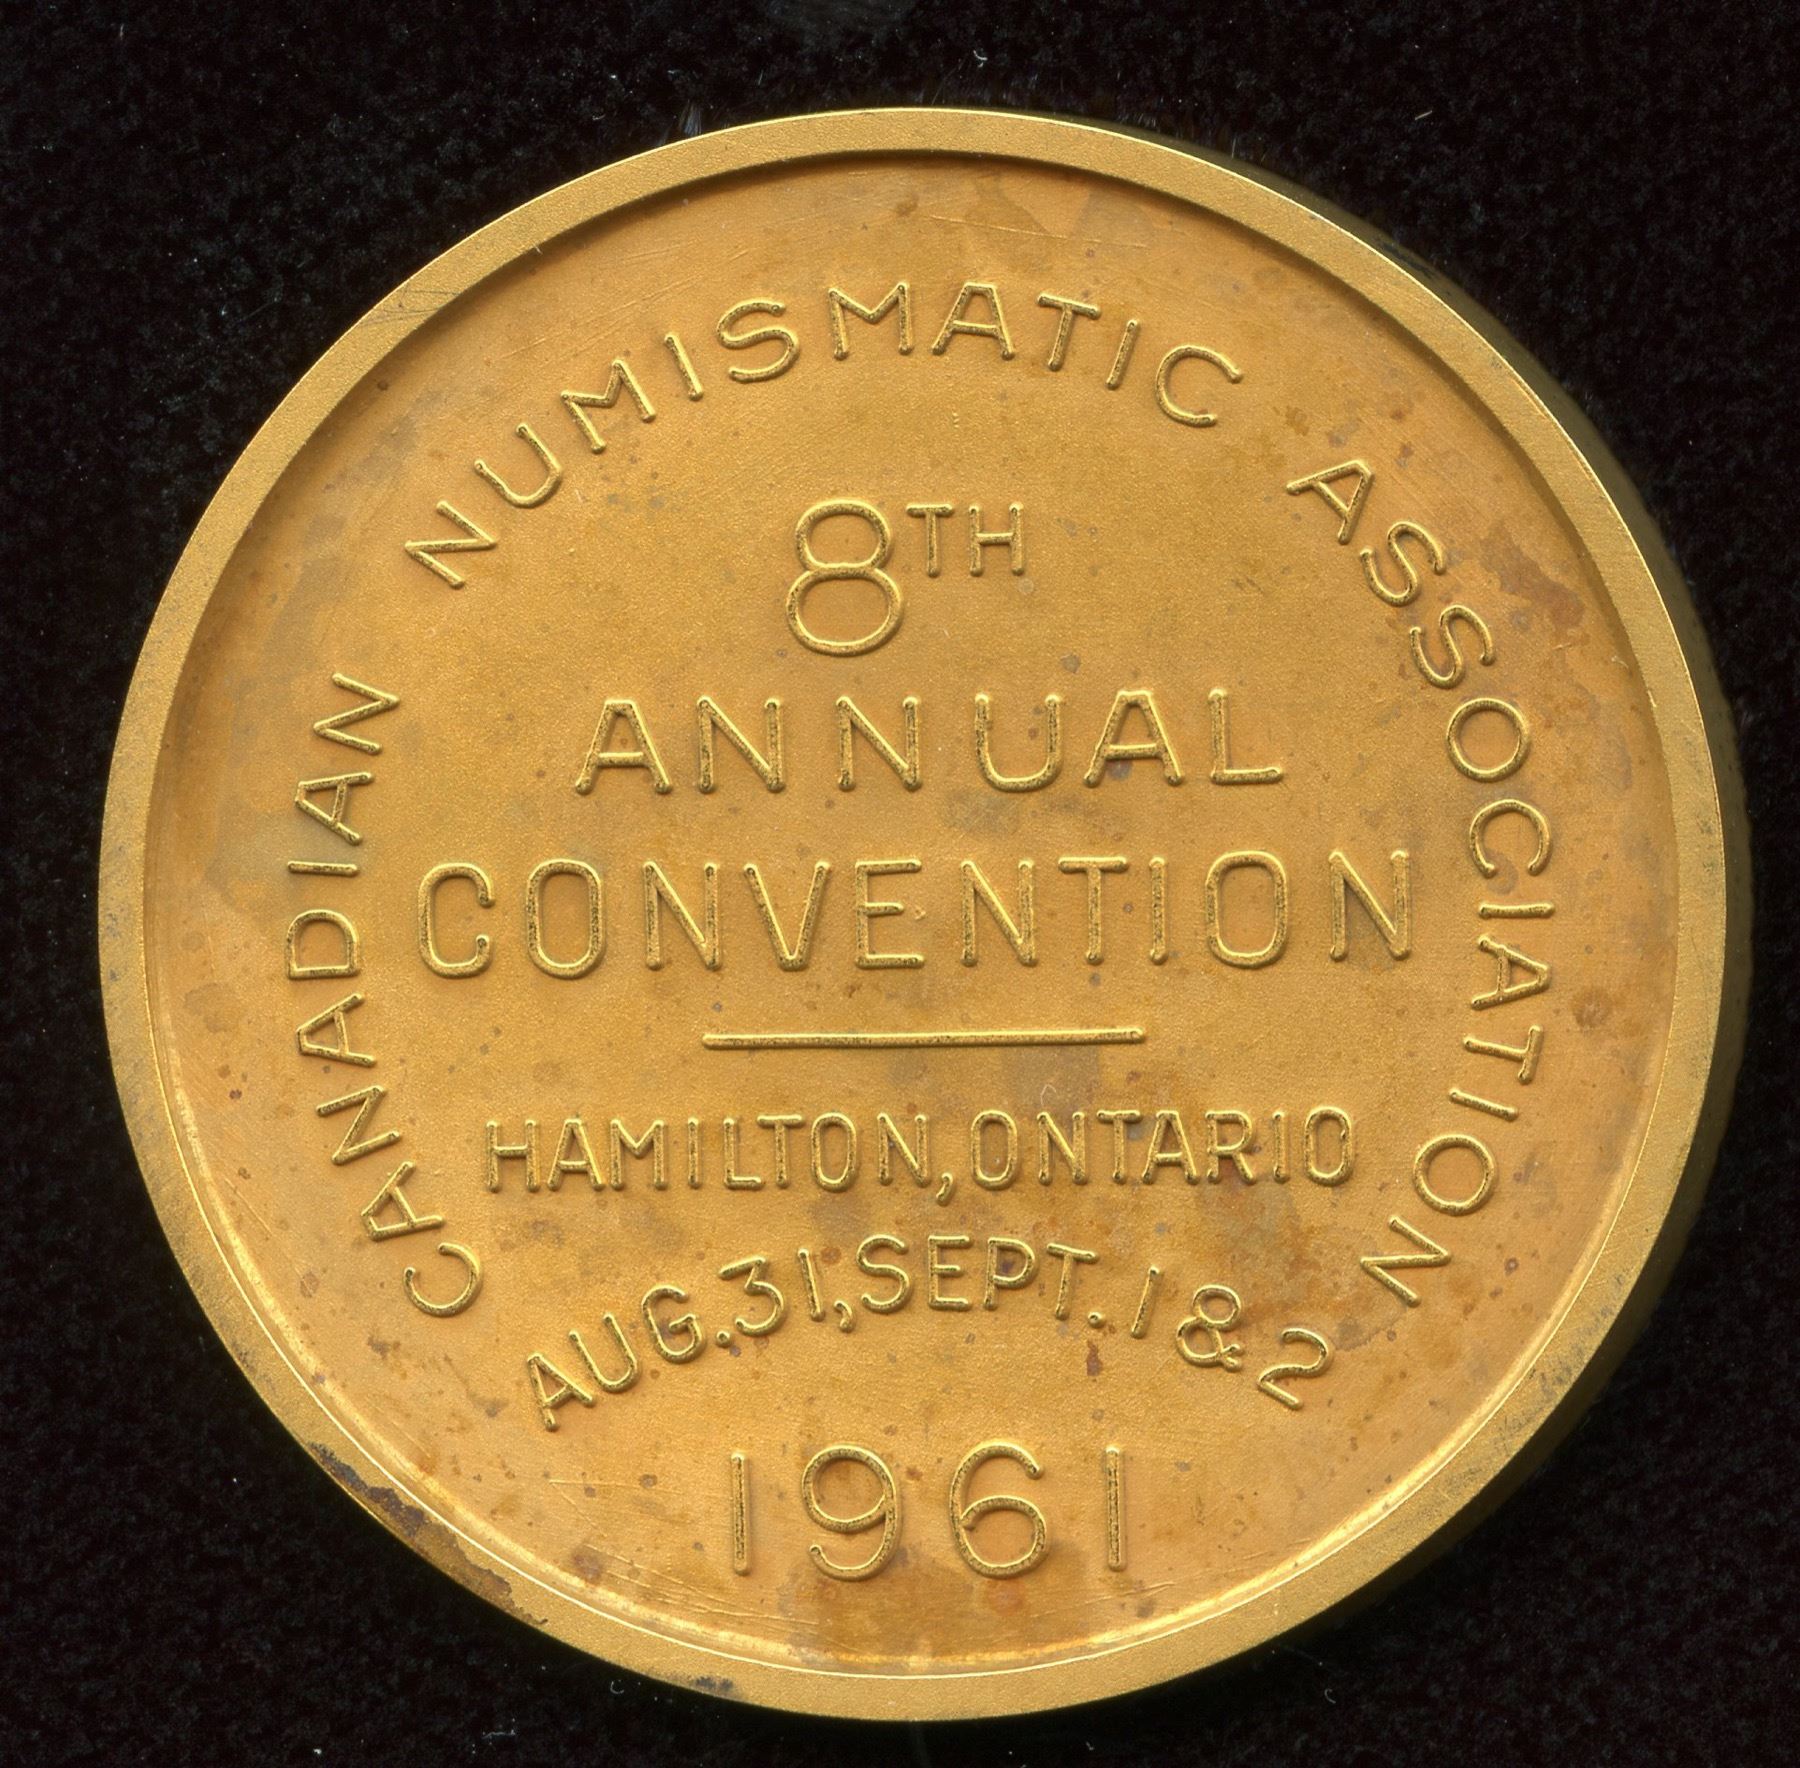 CANADIAN NUMISMATIC ASSOCIATION
8TH
ANNUAL
CONVENTION
HAMILTON, ONTARIO
AUG. 31, SEPT. 1 & 2
1961